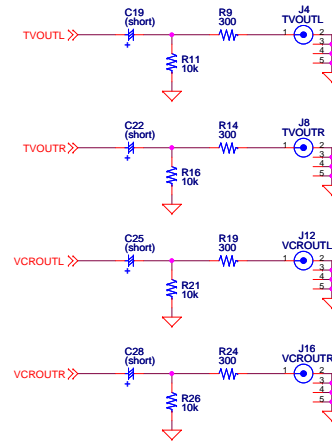 C19 R9 J4
(short) 300 TVOUTL
TVOUTL 1 2
+ 3
R11 4
10k 5
C22 R14 J8
(short) 300 TVOUTR
TVOUTR 1 2
+ 3
R16 4
10k 5
C25 R19 J12
(short) 300 VCROUTL
VCROUTL 1 2
+ 3
R21 4
10k 5
C28 R24 J16
(short) 300 VCROUTR
VCROUTR 1 2
+ 3
R26 4
10k 5